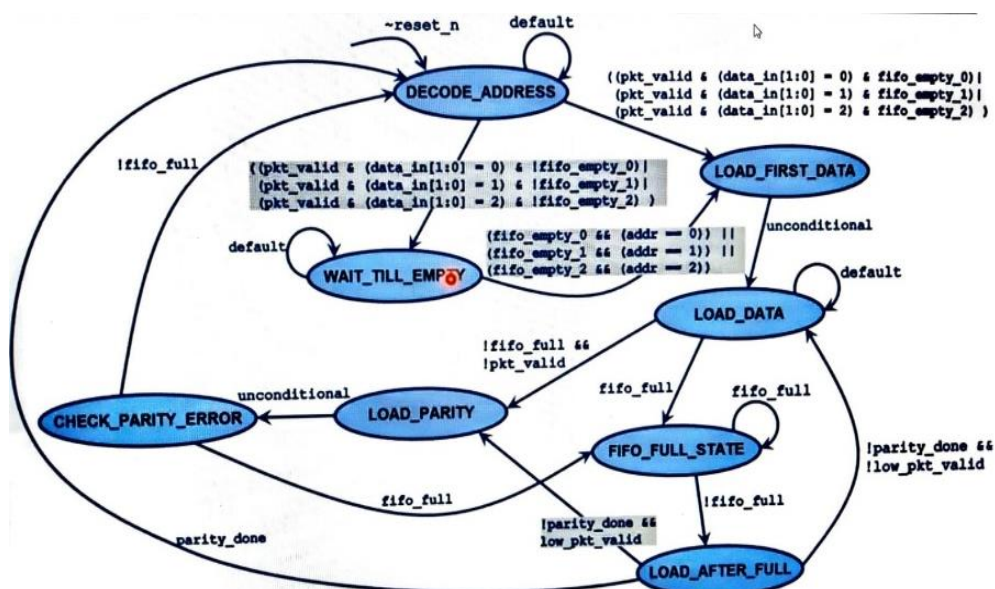 ~reset_n
default
DECODE_ADDRESS
((pkt_valid & (data_in[1:0] = 0) & fifo_empty_0)|
(pkt_valid & (data_in[1:0] = 1) & fifo_empty_1)|
(pkt_valid & (data_in[1:0] = 2) & fifo_empty_2) )
!fifo_full
((pkt_valid & (data_in[1:0] = 0) & !fifo_empty_0)|
(pkt_valid & (data_in[1:0] = 1) & !fifo_empty_1)|
(pkt_valid & (data_in[1:0] = 2) & !fifo_empty_2) )
LOAD_FIRST_DATA
unconditional
default
WAIT_TILL_EMPTY
(fifo_empty_0 && (addr == 0)) ||
(fifo_empty_1 && (addr == 1)) ||
(fifo_empty_2 && (addr == 2))
default
LOAD_DATA
!fifo_full &&
!pkt_valid
fifo_full
fifo_full
unconditional
LOAD_PARITY
CHECK_PARITY_ERROR
FIFO_FULL_STATE
!parity_done &&
!low_pkt_valid
fifo_full
!fifo_full
!parity_done &&
low_pkt_valid
parity_done
LOAD_AFTER_FULL